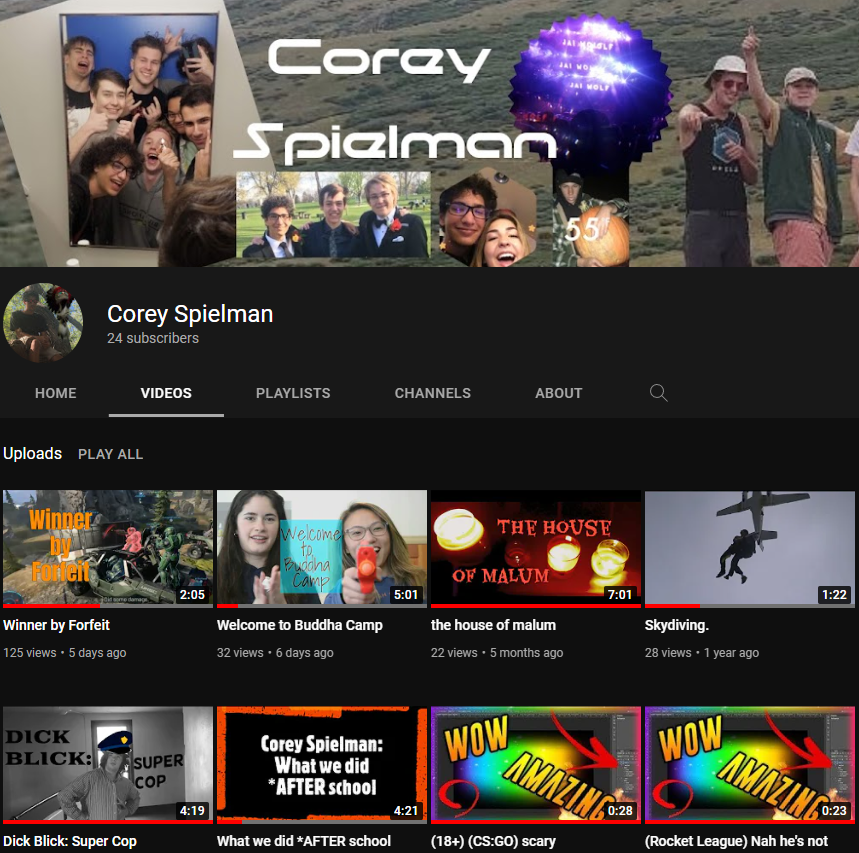 Corey
Spielman
JAI WOLF
JAI WOLF
JAI WOLF
55
Corey Spielman
24 subscribers
HOME
VIDEOS
PLAYLISTS
CHANNELS
ABOUT
Uploads
PLAY ALL
Winner
by
Forfeit
2:05
Welcome
to
Buddha
Camp
5:01
THE HOUSE
OF MALUM
7:01
1:22
Winner by Forfeit
Welcome to Buddha Camp
the house of malum
Skydiving.
125 views • 5 days ago
32 views • 6 days ago
22 views • 5 months ago
28 views • 1 year ago
DICK
BLICK:
SUPER
COP
4:19
Corey Spielman:
What we did
*AFTER school
4:21
WOW
AMAZING
0:28
WOW
AMAZING
0:23
Dick Blick: Super Cop
What we did *AFTER school
(18+) (CS:GO) scary
(Rocket League) Nah he's not